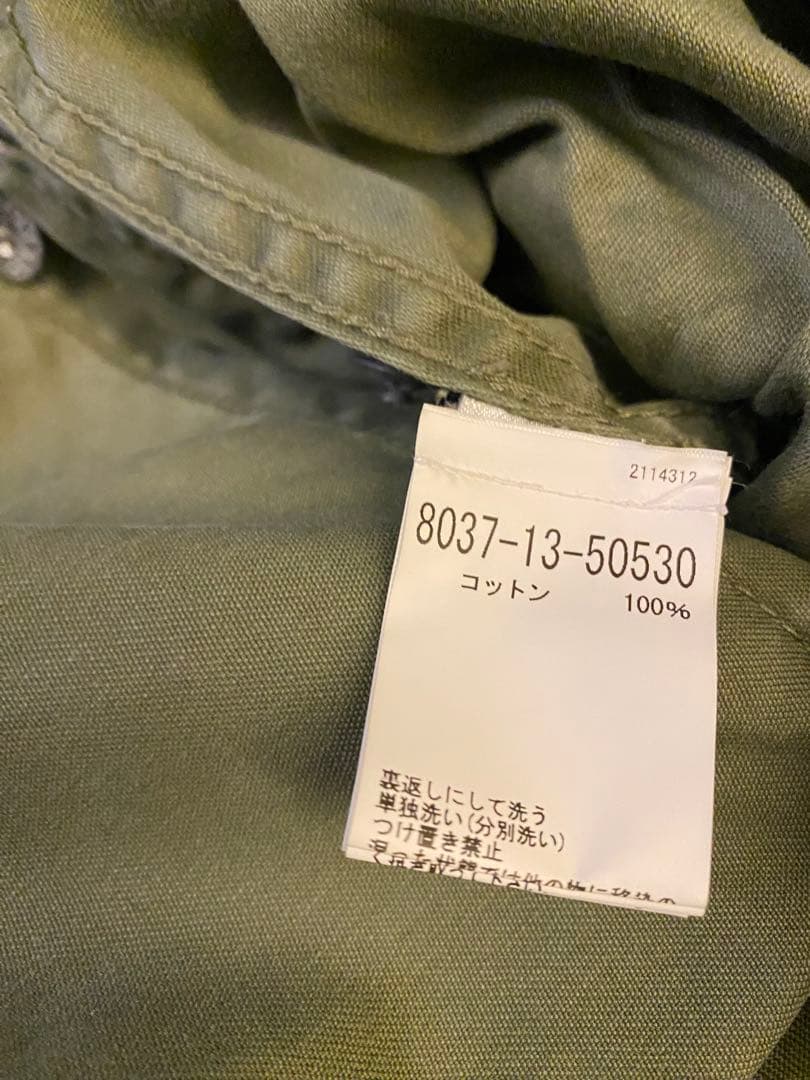 2114312
8037-13-50530
コットン 100%
裏返しにして洗う
単独洗い(分別洗い)
つけ置き禁止